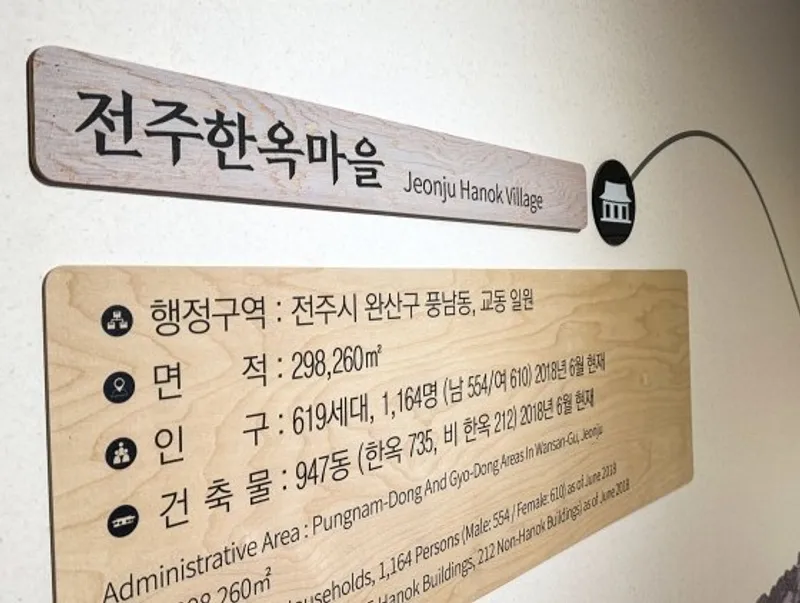 전주한옥마을 Jeonju Hanok Village
행정구역 : 전주시 완산구 풍남동, 교동 일원
면 적 : 298,260㎡
인 구 : 619세대, 1,164명 (남 554/여 610) 2018년 6월 현재
건 축 물 : 947동 (한옥 735, 비 한옥 212) 2018년 6월 현재
Administrative Area : Pungnam-Dong And Gyo-Dong Areas In Wansan-Gu, Jeonju
98,260㎡
ouseholds, 1,164 Persons (Male: 554 / Female: 610) as of June 2018
Hanok Buildings, 212 Non-Hanok Buildings) as of June 2018